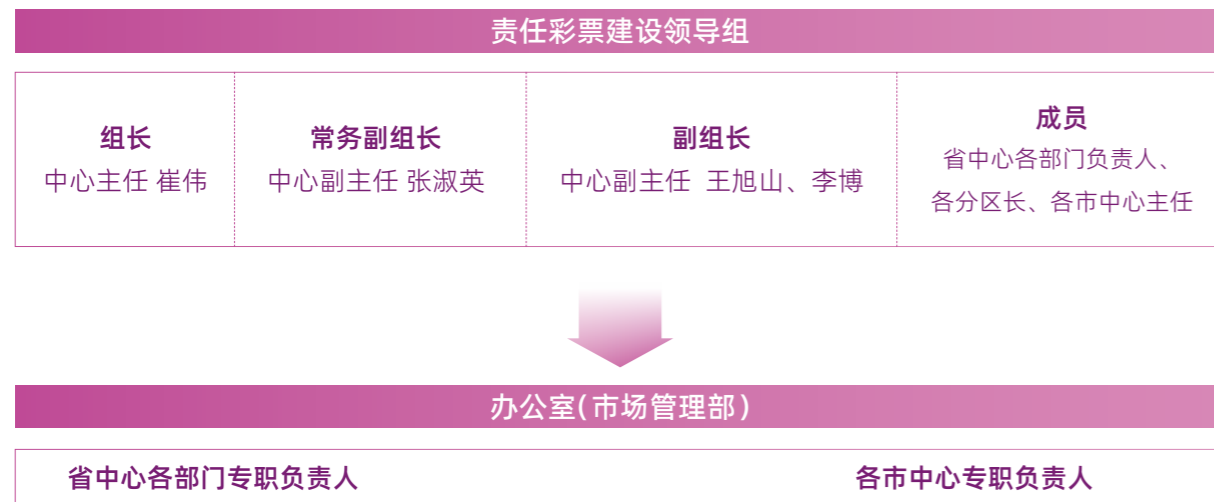 责任彩票建设领导组
组长
中心主任 崔伟
常务副组长
中心副主任 张淑英
副组长
中心副主任 王旭山、李博
成员
省中心各部门负责人、
各分区长、各市中心主任
办公室(市场管理部)
省中心各部门专职负责人
各市中心专职负责人